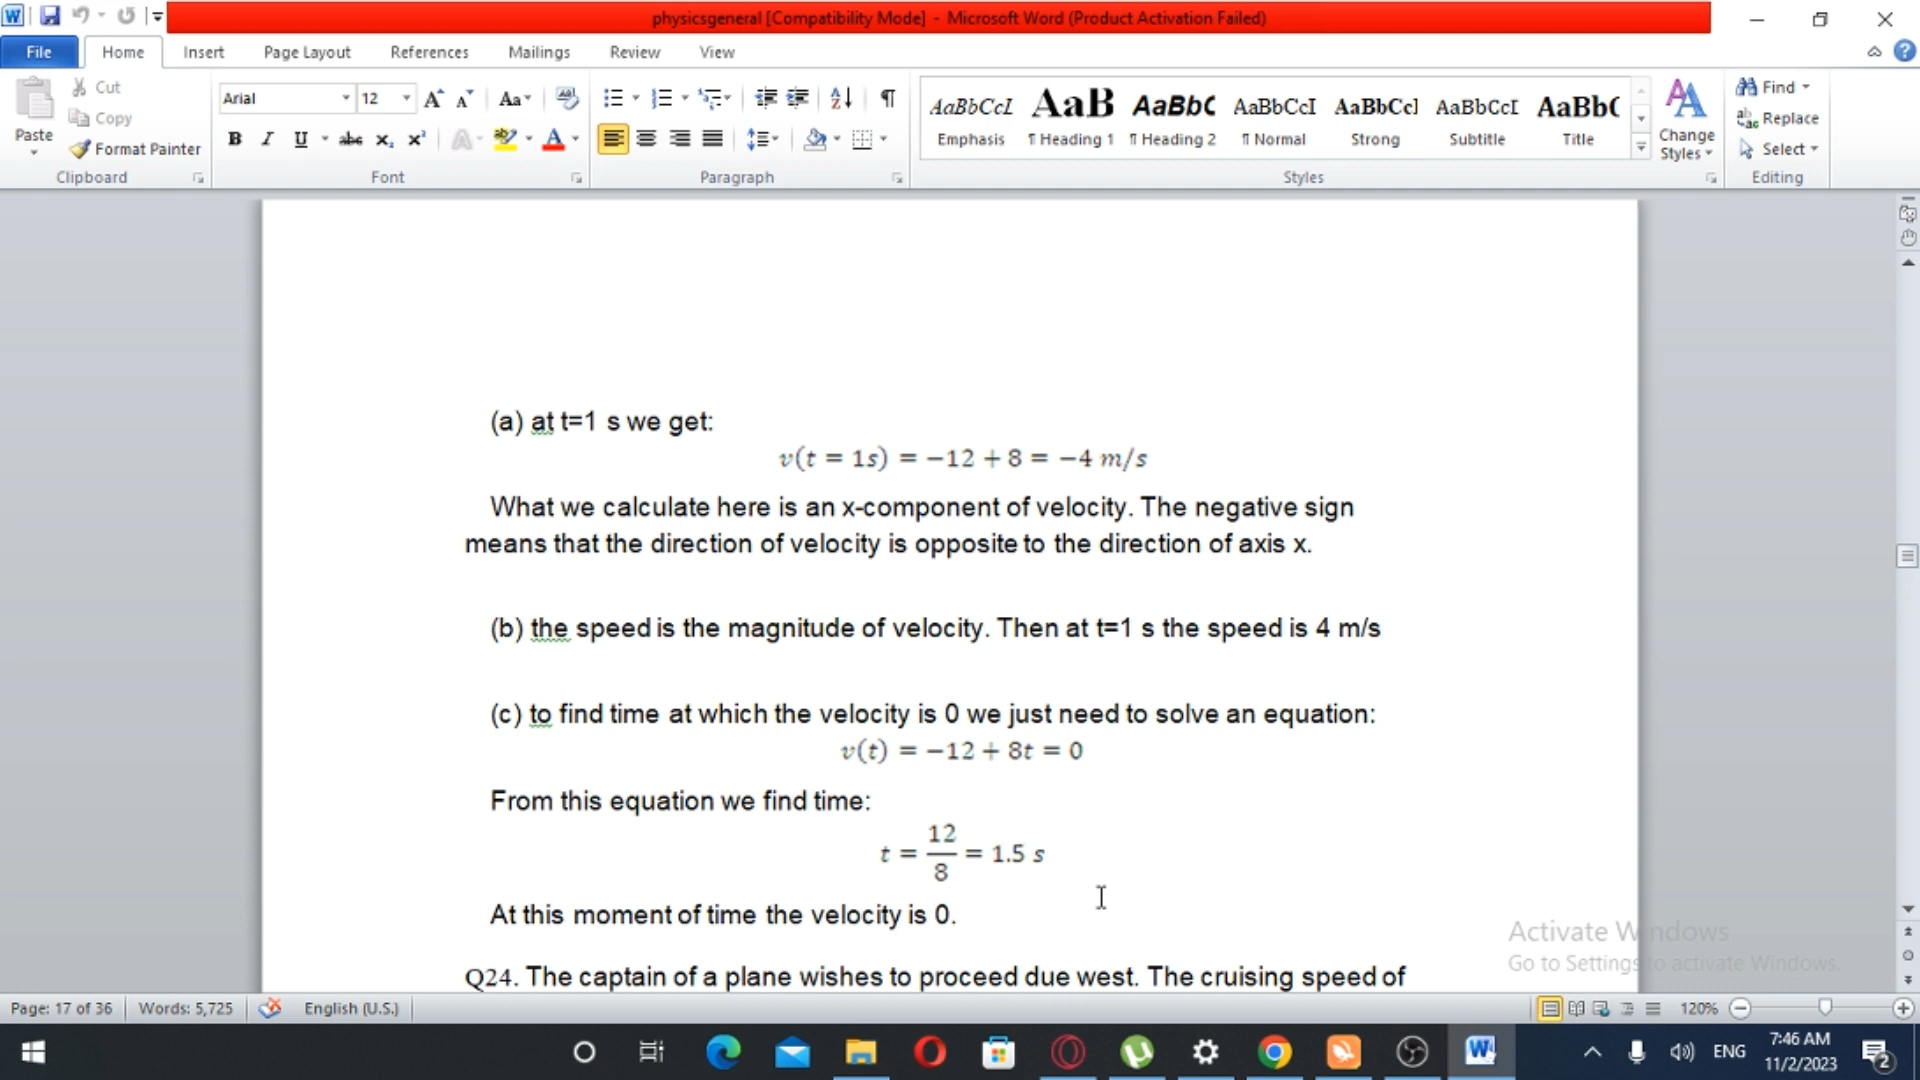 physicsgeneral [Compatibility Mode] - Microsoft Word (Product Activation Failed)
File Home Insert Page Layout References Mailings Review View
Paste
Cut
Copy
Format Painter
Clipboard
Arial 12
Font
Paragraph
AaBbCcI AaB AaBbC AaBbCcI AaBbCcI AaBbCcI AaBb(
Emphasis ¶ Heading 1 ¶ Heading 2 ¶ Normal Strong Subtitle Title
Styles
Change Styles
Find
Replace
Select
Editing
(a) at t=1 s we get:
v(t = 1s) = −12 + 8 = −4 m/s
What we calculate here is an x-component of velocity. The negative sign
means that the direction of velocity is opposite to the direction of axis x.
(b) the speed is the magnitude of velocity. Then at t=1 s the speed is 4 m/s
(c) to find time at which the velocity is 0 we just need to solve an equation:
v(t) = −12 + 8t = 0
From this equation we find time:
t = 12/8 = 1.5 s
At this moment of time the velocity is 0.
Q24. The captain of a plane wishes to proceed due west. The cruising speed of
Activate Windows
Go to Settings to activate Windows.
Page: 17 of 36 Words: 5,725 English (U.S.) 120%
ENG
7:46 AM
11/2/2023
2